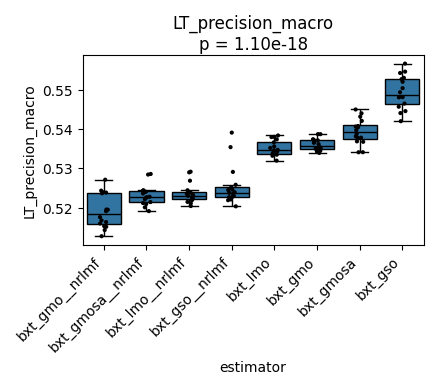 LT_precision_macro
p = 1.10e-18
LT_precision_macro
0.55
0.54
0.53
0.52
bxt_gmo__nrlmf
bxt_gmosa__nrlmf
bxt_lmo__nrlmf
bxt_gso__nrlmf
bxt_lmo
bxt_gmo
bxt_gmosa
bxt_gso
estimator